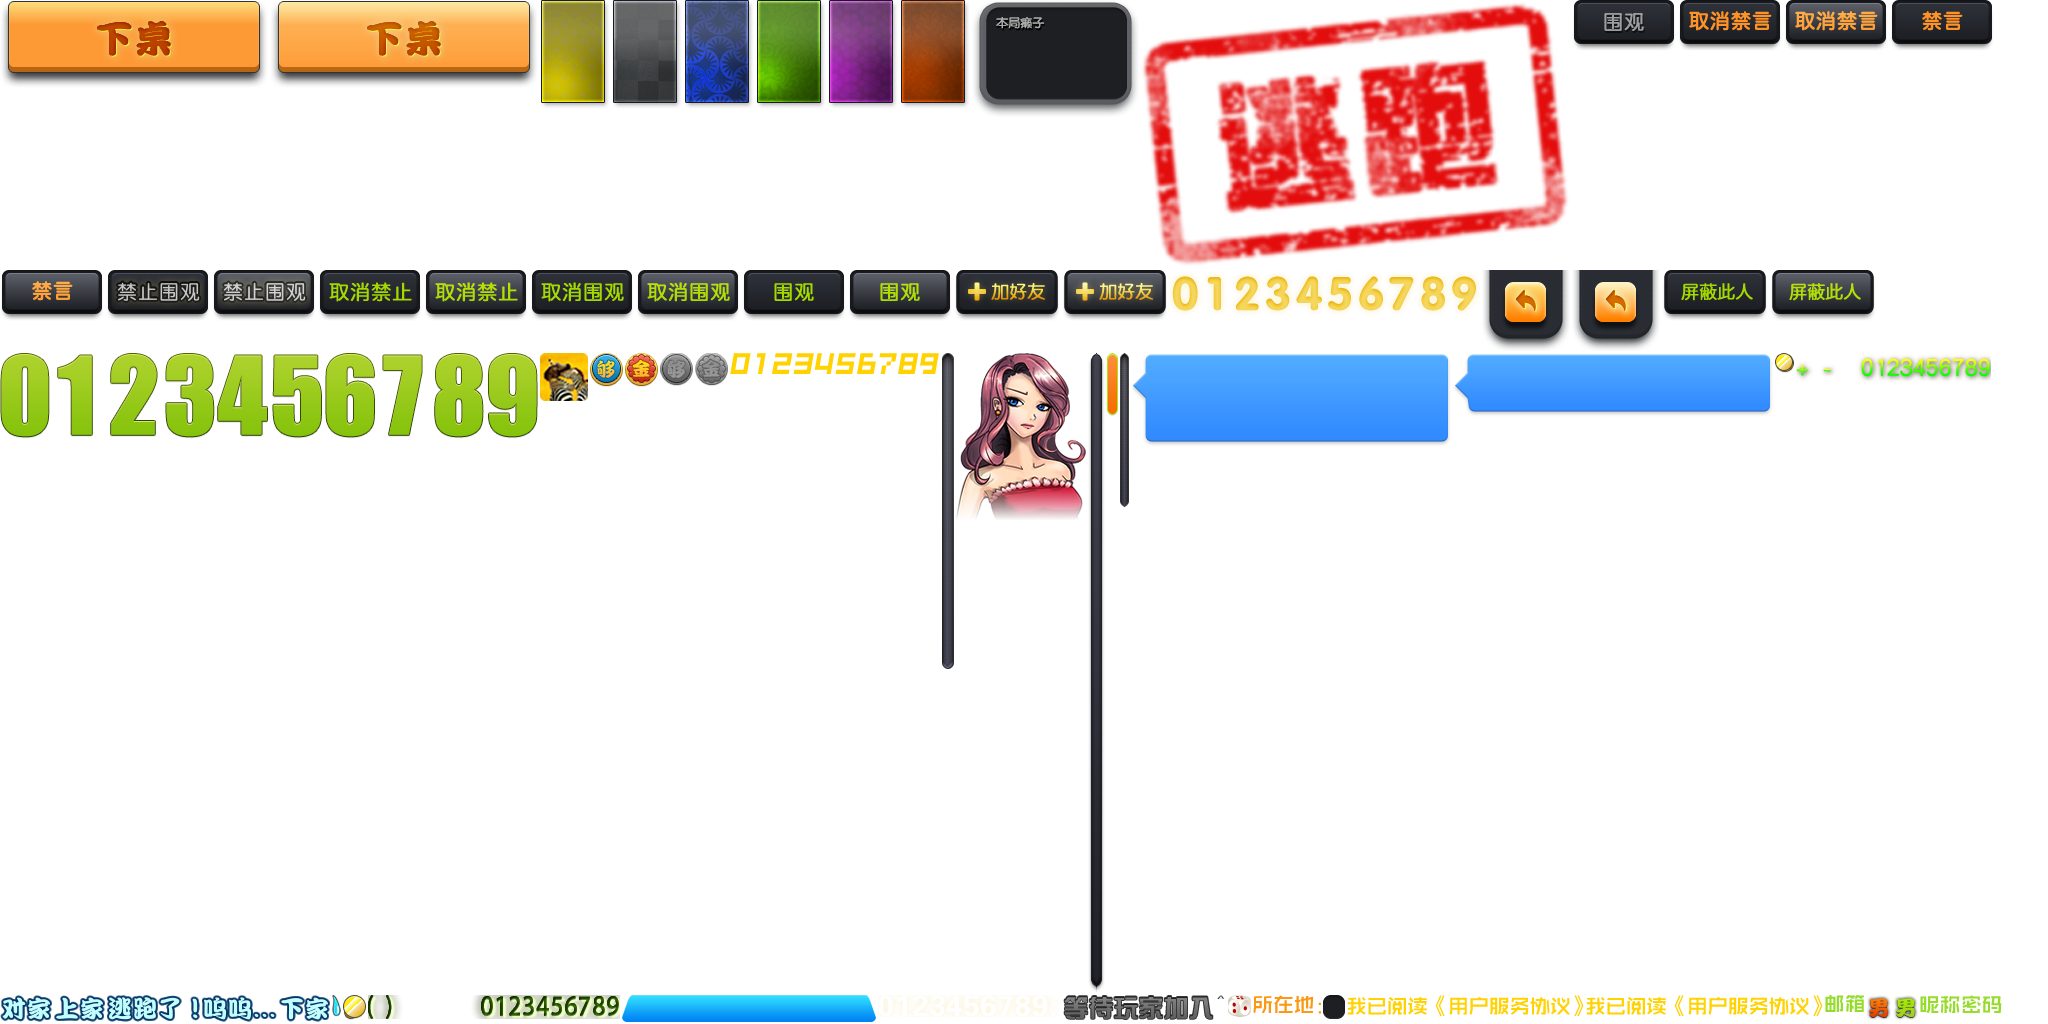 下桌
下桌
本局癞子
逃跑
围观
取消禁言
取消禁言
禁言
禁言
禁止围观
禁止围观
取消禁止
取消禁止
取消围观
取消围观
围观
围观
+加好友
+加好友
0123456789
屏蔽此人
屏蔽此人
0123456789
够
金
够
金
0123456789
+ -
0123456789
对家上家逃跑了!呜呜...下家
( )
0123456789
0123456789
等待玩家加入
所在地:
我已阅读《用户服务协议》
我已阅读《用户服务协议》
邮箱
男
男
昵称密码